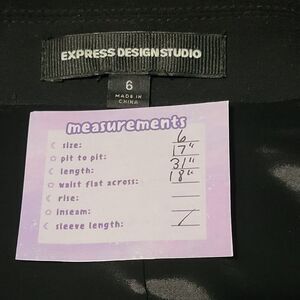 EXPRESS DESIGN STUDIO
6
MADE IN
CHINA
measurements
size: 6
pit to pit: 17"
length: 31"
waist flat across: 18"
rise:
inseam:
sleeve length: /